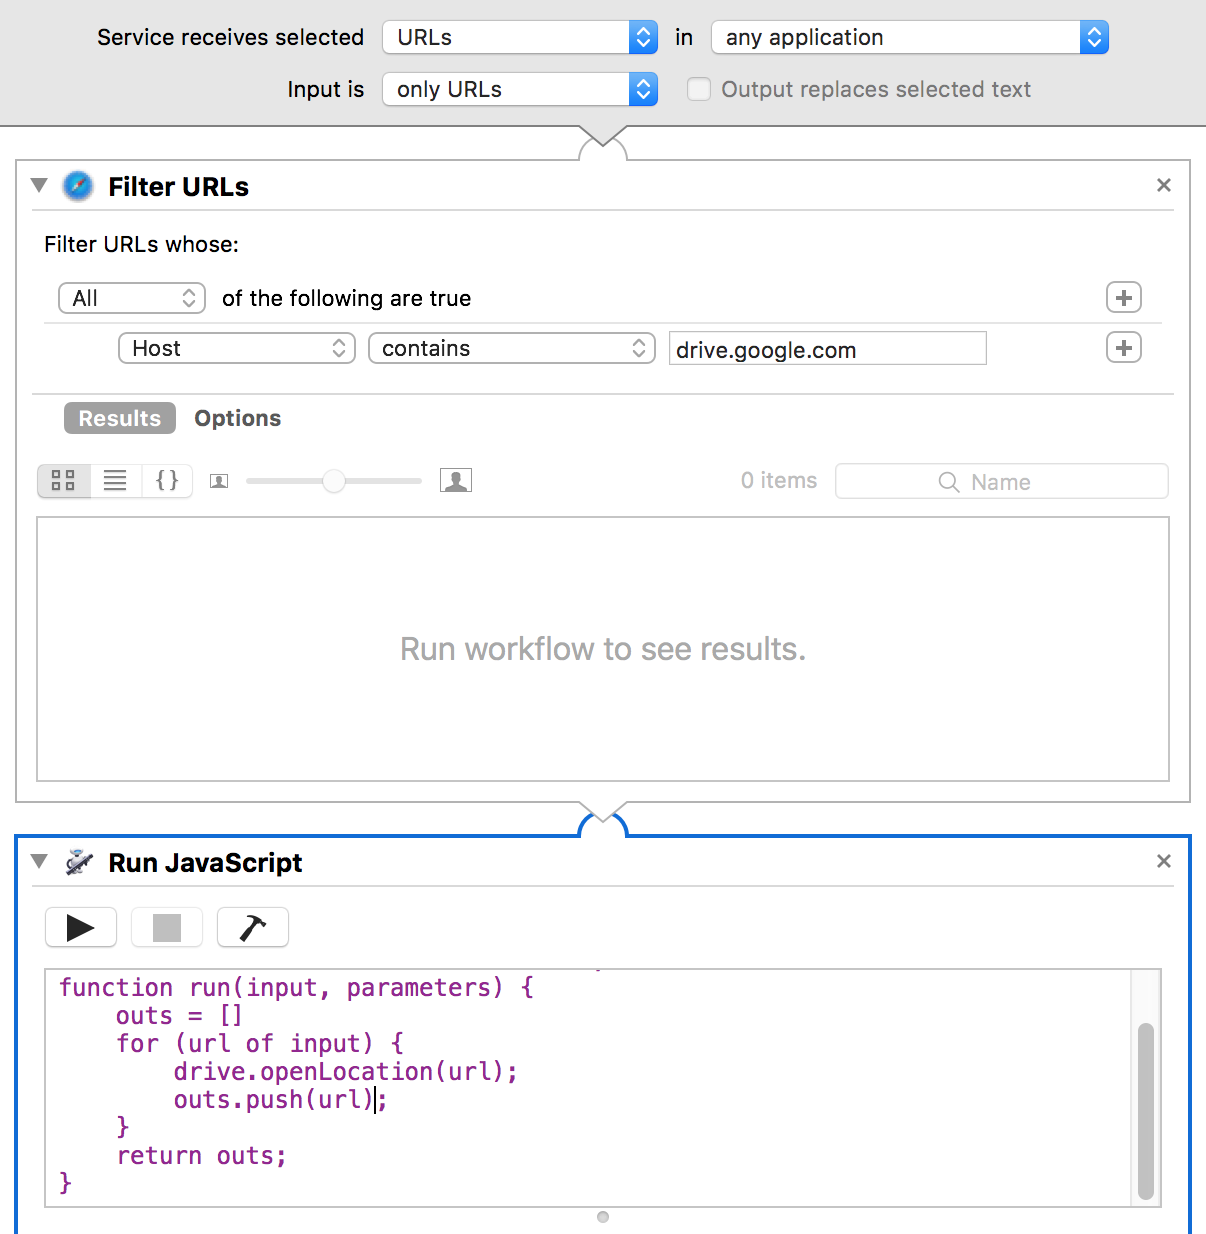 Service receives selected URLs in any application
Input is only URLs Output replaces selected text
Filter URLs
Filter URLs whose:
All of the following are true
Host contains drive.google.com
Results Options
{} 0 items Name
Run workflow to see results.
Run JavaScript
function run(input, parameters) {
outs = []
for (url of input) {
drive.openLocation(url);
outs.push(url);
}
return outs;
}